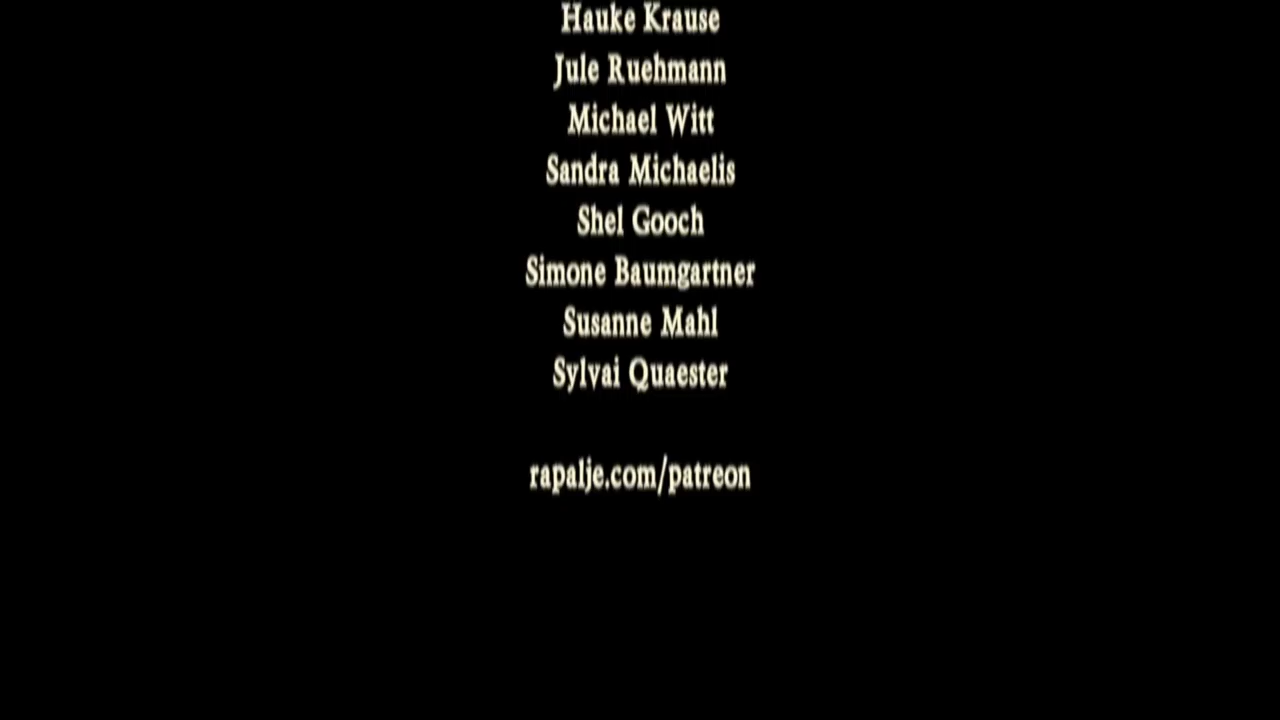 Hauke Krause
Jule Ruehmann
Michael Witt
Sandra Michaelis
Shel Gooch
Simone Baumgartner
Susanne Mahl
Sylvai Quaester
rapalje.com/patreon